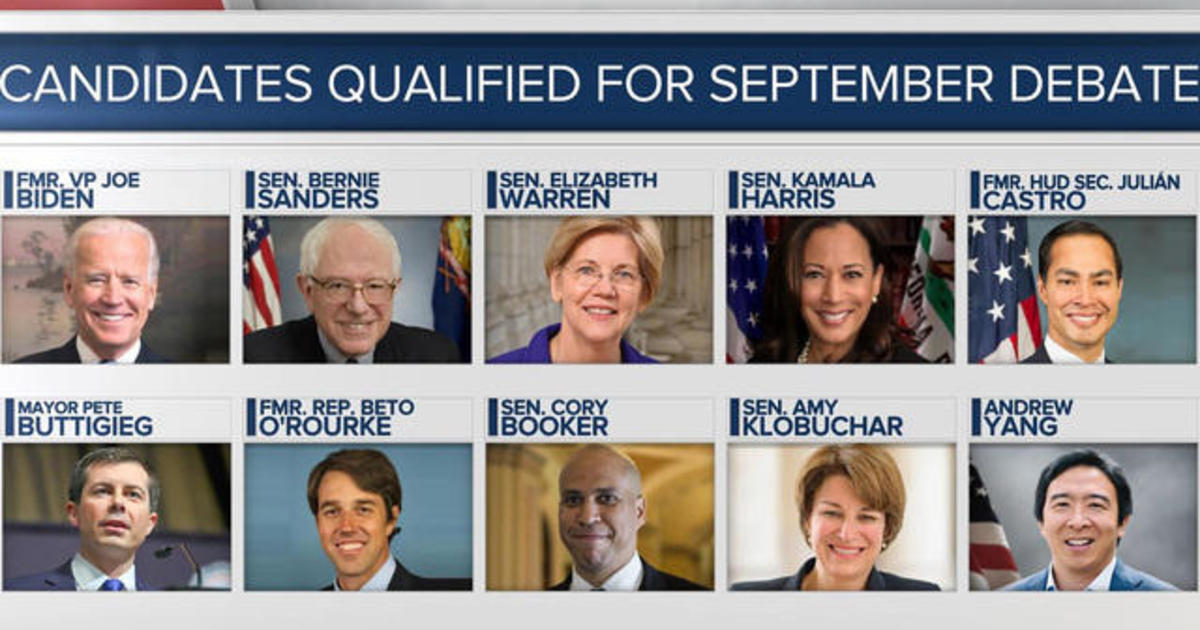 CANDIDATES QUALIFIED FOR SEPTEMBER DEBATE
FMR. VP JOE
BIDEN
SEN. BERNIE
SANDERS
SEN. ELIZABETH
WARREN
SEN. KAMALA
HARRIS
FMR. HUD SEC. JULIÁN
CASTRO
MAYOR PETE
BUTTIGIEG
FMR. REP. BETO
O'ROURKE
SEN. CORY
BOOKER
SEN. AMY
KLOBUCHAR
ANDREW
YANG